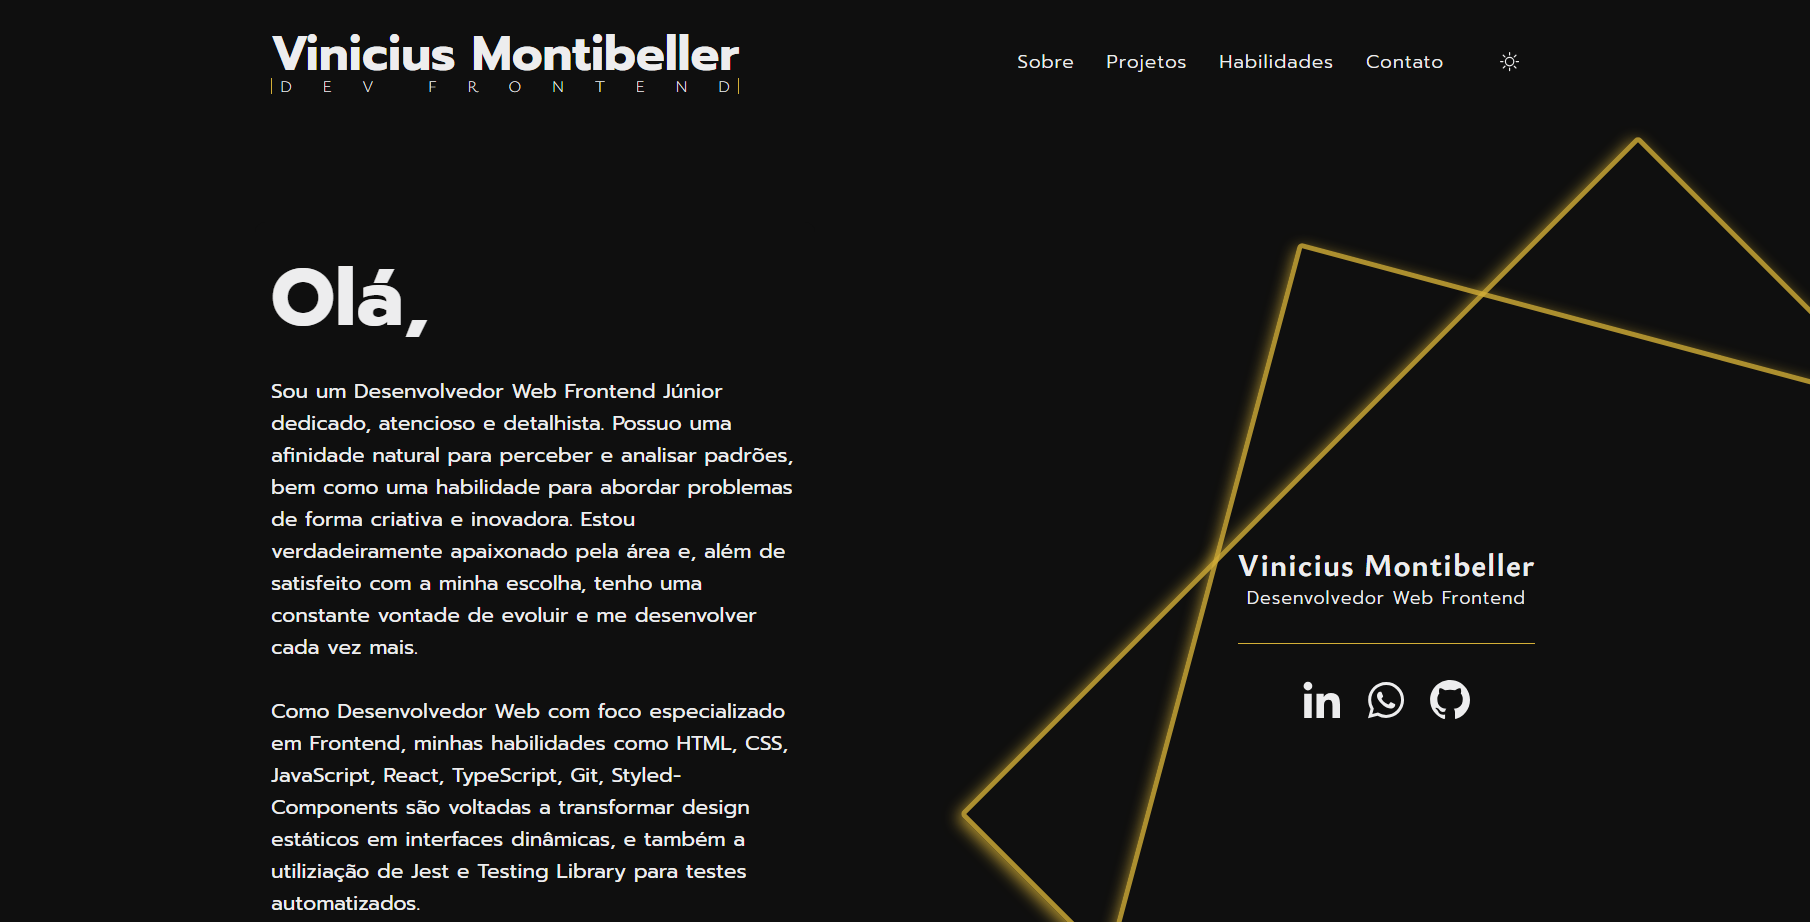 Vinicius Montibeller
|DEV FRONTEND|
Sobre Projetos Habilidades Contato
Olá,
Sou um Desenvolvedor Web Frontend Júnior
dedicado, atencioso e detalhista. Possuo uma
afinidade natural para perceber e analisar padrões,
bem como uma habilidade para abordar problemas
de forma criativa e inovadora. Estou
verdadeiramente apaixonado pela área e, além de
satisfeito com a minha escolha, tenho uma
constante vontade de evoluir e me desenvolver
cada vez mais.
Como Desenvolvedor Web com foco especializado
em Frontend, minhas habilidades como HTML, CSS,
JavaScript, React, TypeScript, Git, Styled-
Components são voltadas a transformar design
estáticos em interfaces dinâmicas, e também a
utiliziação de Jest e Testing Library para testes
automatizados.
Vinicius Montibeller
Desenvolvedor Web Frontend
in